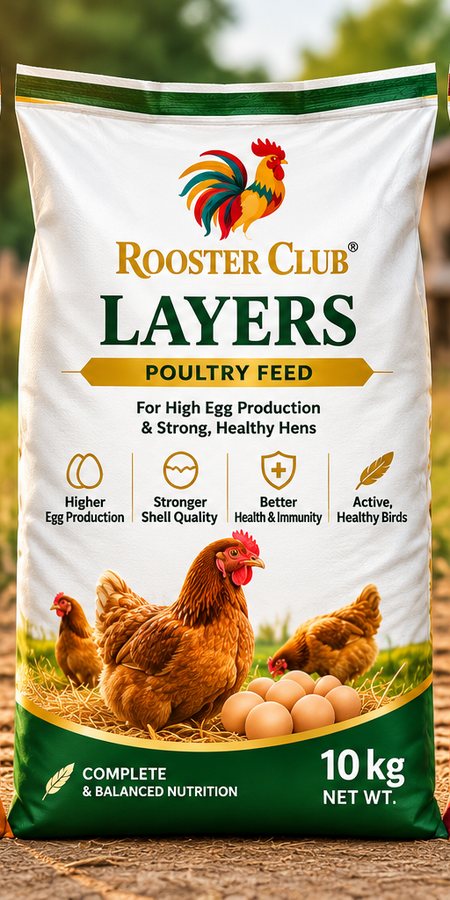 ROOSTER CLUB®
LAYERS
POULTRY FEED
For High Egg Production
& Strong, Healthy Hens
Higher
Egg Production
Stronger
Shell Quality
Better
Health & Immunity
Active,
Healthy Birds
COMPLETE
& BALANCED NUTRITION
10 kg
NET WT.